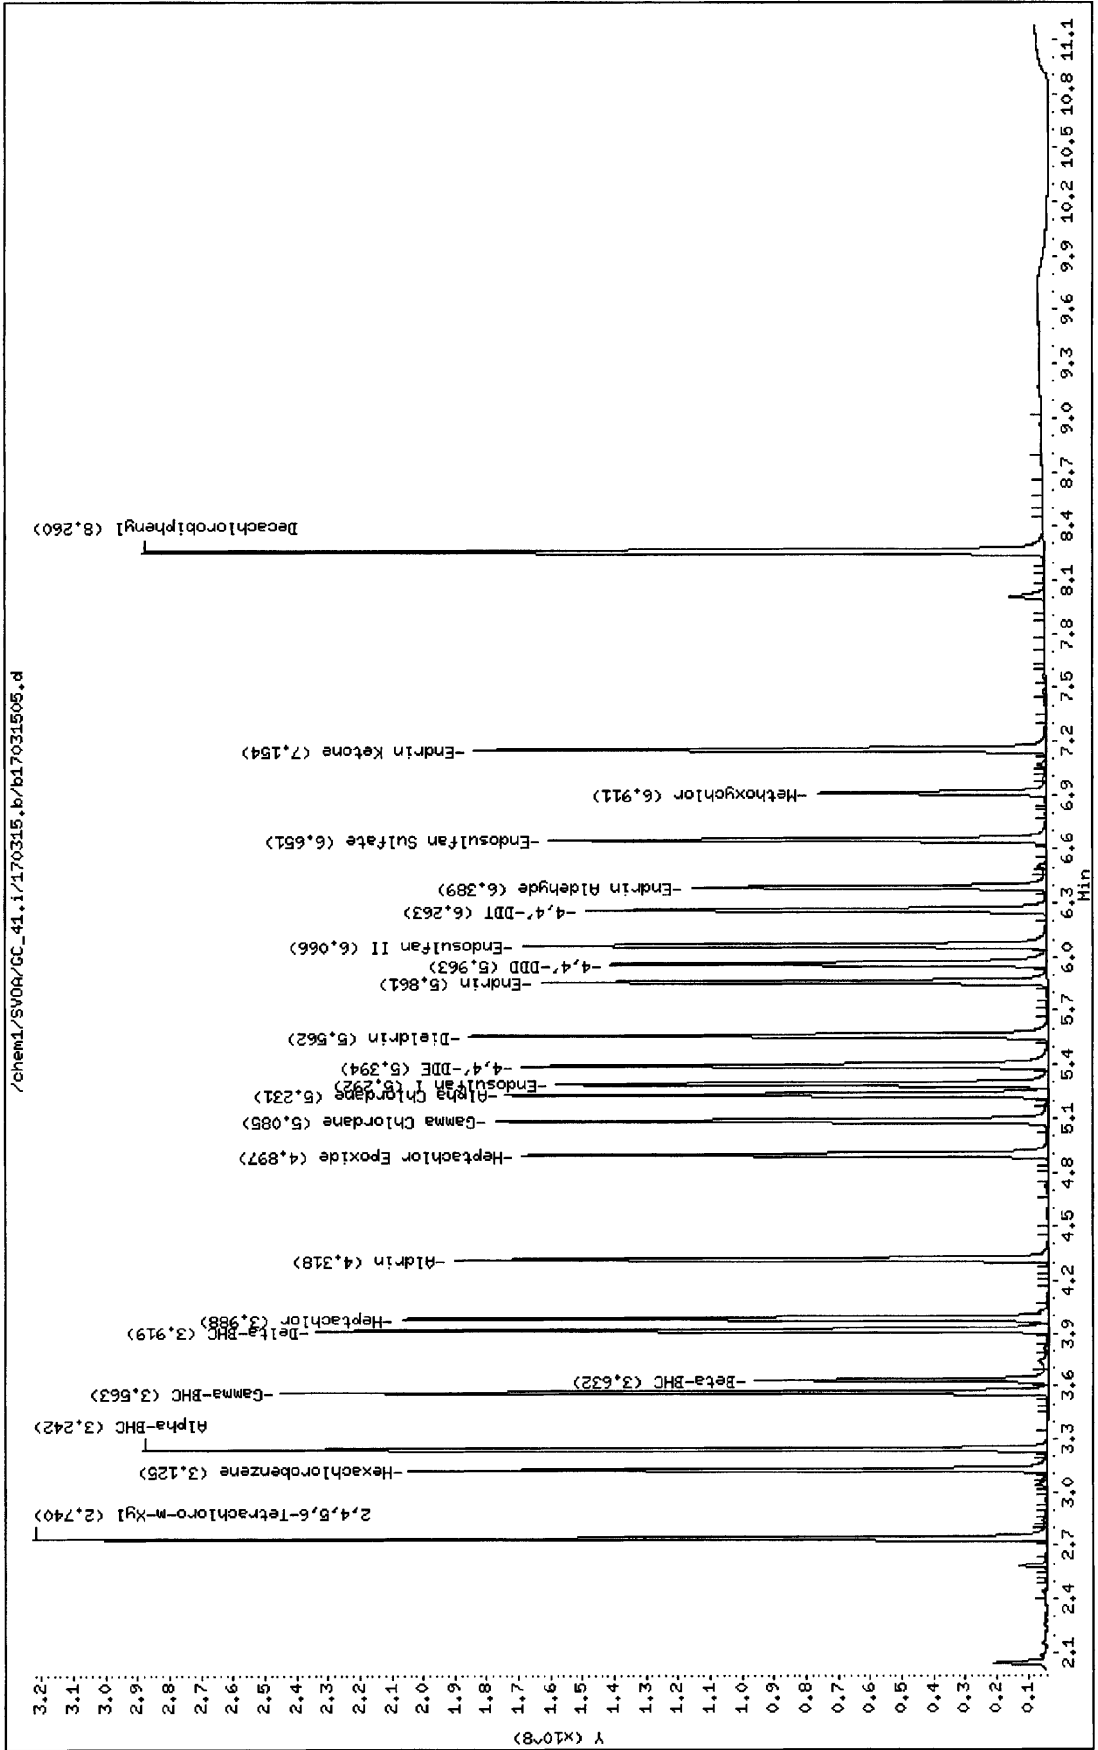 /chem1/SVOA/GC_41.i/170315.b/b17031505.d
Y (x10^8)
3.2
3.1
3.0
2.9
2.8
2.7
2.6
2.5
2.4
2.3
2.2
2.1
2.0
1.9
1.8
1.7
1.6
1.5
1.4
1.3
1.2
1.1
1.0
0.9
0.8
0.7
0.6
0.5
0.4
0.3
0.2
0.1
2,4,5,6-Tetrachloro-m-Xyl (2.740)
-Hexachlorobenzene (3.125)
Alpha-BHC (3.242)
-Gamma-BHC (3.563)
-Beta-BHC (3.632)
-Delta-BHC (3.919)
-Heptachlor (3.988)
-Aldrin (4.318)
-Heptachlor Epoxide (4.897)
-Gamma Chlordane (5.085)
-Alpha Chlordane (5.231)
-Endosulfan I (5.292)
-4,4'-DDE (5.394)
-Dieldrin (5.562)
-Endrin (5.861)
-4,4'-DDD (5.963)
-Endosulfan II (6.066)
-4,4'-DDT (6.263)
-Endrin Aldehyde (6.389)
-Endosulfan Sulfate (6.651)
-Methoxychlor (6.911)
-Endrin Ketone (7.154)
Decachlorobiphenyl (8.260)
2.1 2.4 2.7 3.0 3.3 3.6 3.9 4.2 4.5 4.8 5.1 5.4 5.7 6.0 6.3 6.6 6.9 7.2 7.5 7.8 8.1 8.4 8.7 9.0 9.3 9.6 9.9 10.2 10.5 10.8 11.1
Min